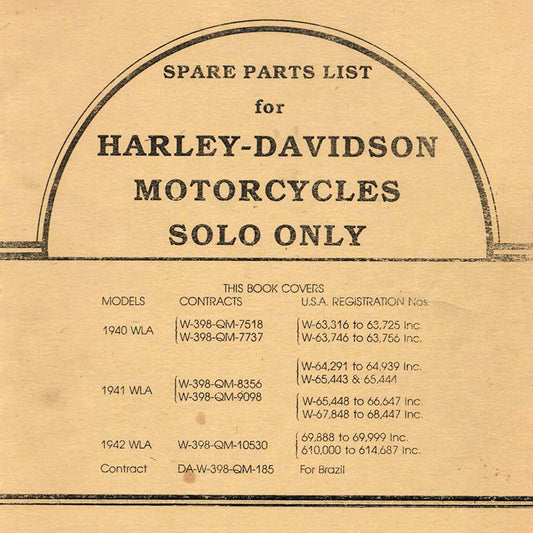 SPARE PARTS LIST
for
HARLEY-DAVIDSON
MOTORCYCLES
SOLO ONLY
THIS BOOK COVERS
MODELS CONTRACTS U.S.A. REGISTRATION Nos.
1940 WLA W-398-QM-7518 W-63,316 to 63,725 Inc.
W-398-QM-7737 W-63,746 to 63,756 Inc.
W-64,291 to 64,939 Inc.
1941 WLA W-398-QM-8356 W-65,443 & 65,444
W-398-QM-9098 W-65,448 to 66,647 Inc.
W-67,848 to 68,447 Inc.
1942 WLA W-398-QM-10530 69,888 to 69,999 Inc.
610,000 to 614,687 Inc.
Contract DA-W-398-QM-185 For Brazil